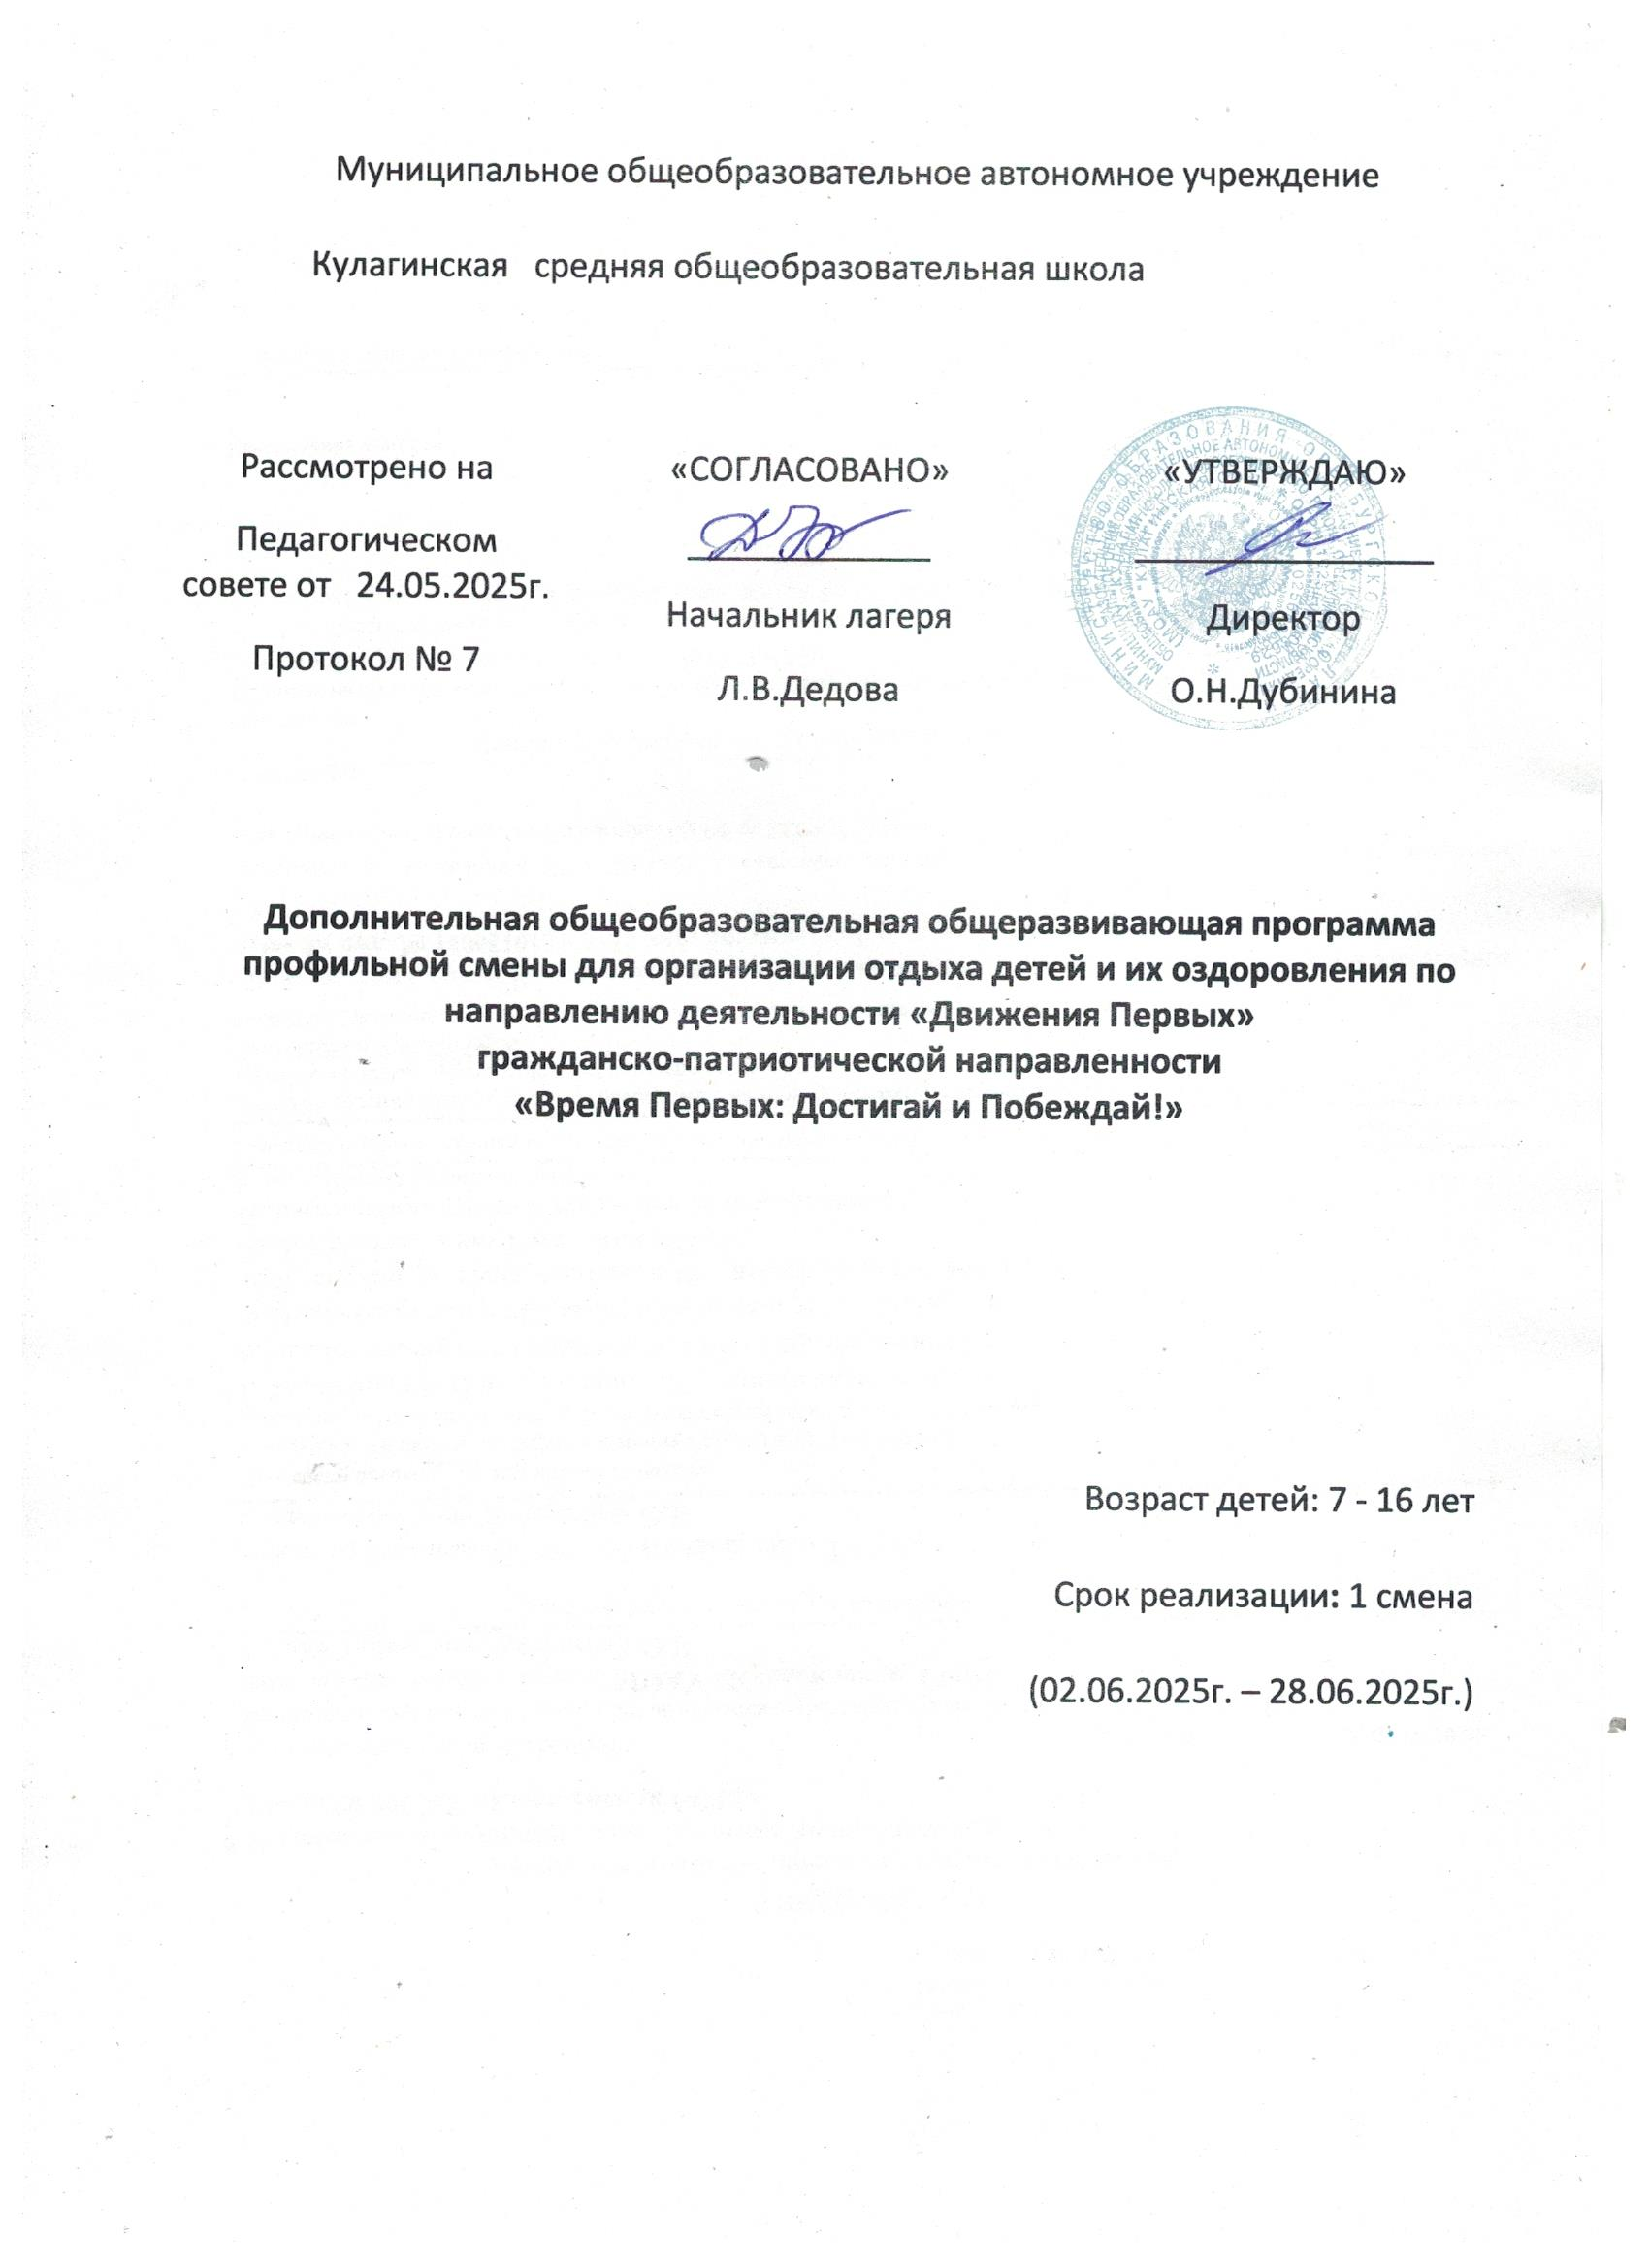 Муниципальное общеобразовательное автономное учреждение
Кулагинская средняя общеобразовательная школа
Рассмотрено на
Педагогическом
совете от 24.05.2025г.
Протокол № 7
«СОГЛАСОВАНО»
Начальник лагеря
Л.В.Дедова
«УТВЕРЖДАЮ»
Директор
О.Н.Дубинина
Дополнительная общеобразовательная общеразвивающая программа
профильной смены для организации отдыха детей и их оздоровления по
направлению деятельности «Движения Первых»
гражданско-патриотической направленности
«Время Первых: Достигай и Побеждай!»
Возраст детей: 7 - 16 лет
Срок реализации: 1 смена
(02.06.2025г. – 28.06.2025г.)